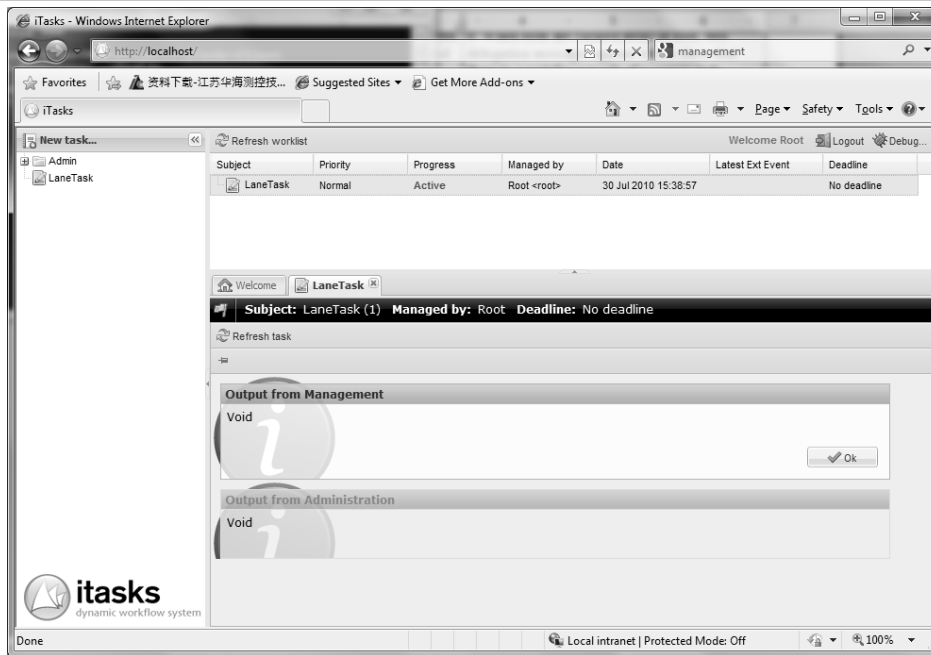 iTasks - Windows Internet Explorer
http://localhost/
management
Favorites
资料下载-江苏华海测控技...
Suggested Sites
Get More Add-ons
iTasks
Page
Safety
Tools
New task...
Refresh worklist
Welcome Root
Logout
Debug...
Admin
LaneTask
Subject Priority Progress Managed by Date Latest Ext Event Deadline
LaneTask Normal Active Root <root> 30 Jul 2010 15:38:57 No deadline
Welcome
LaneTask
Subject: LaneTask (1) Managed by: Root Deadline: No deadline
Refresh task
Output from Management
Void
Ok
Output from Administration
Void
itasks
dynamic workflow system
Done
Local intranet | Protected Mode: Off
100%